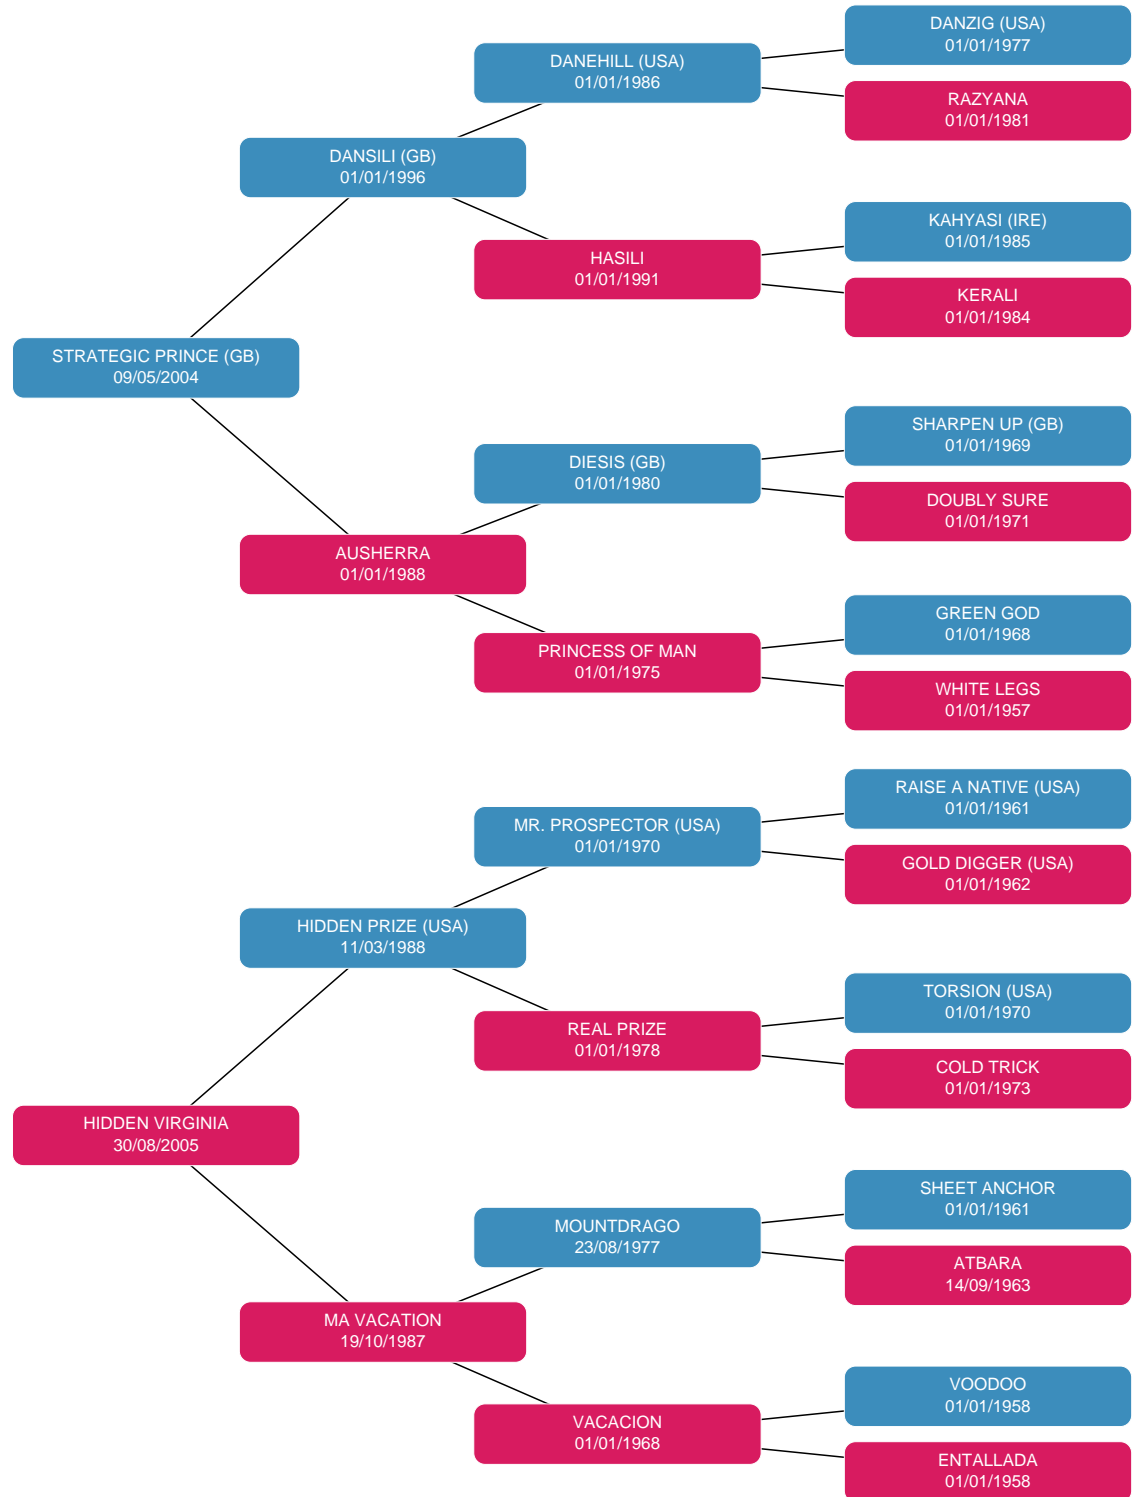 DANZIG (USA)
01/01/1977
DANEHILL (USA)
01/01/1986
RAZYANA
01/01/1981
DANSILI (GB)
01/01/1996
KAHYASI (IRE)
01/01/1985
HASILI
01/01/1991
KERALI
01/01/1984
STRATEGIC PRINCE (GB)
09/05/2004
SHARPEN UP (GB)
01/01/1969
DIESIS (GB)
01/01/1980
DOUBLY SURE
01/01/1971
AUSHERRA
01/01/1988
GREEN GOD
01/01/1968
PRINCESS OF MAN
01/01/1975
WHITE LEGS
01/01/1957
RAISE A NATIVE (USA)
01/01/1961
MR. PROSPECTOR (USA)
01/01/1970
GOLD DIGGER (USA)
01/01/1962
HIDDEN PRIZE (USA)
11/03/1988
TORSION (USA)
01/01/1970
REAL PRIZE
01/01/1978
COLD TRICK
01/01/1973
HIDDEN VIRGINIA
30/08/2005
SHEET ANCHOR
01/01/1961
MOUNTDRAGO
23/08/1977
ATBARA
14/09/1963
MA VACATION
19/10/1987
VOODOO
01/01/1958
VACACION
01/01/1968
ENTALLADA
01/01/1958